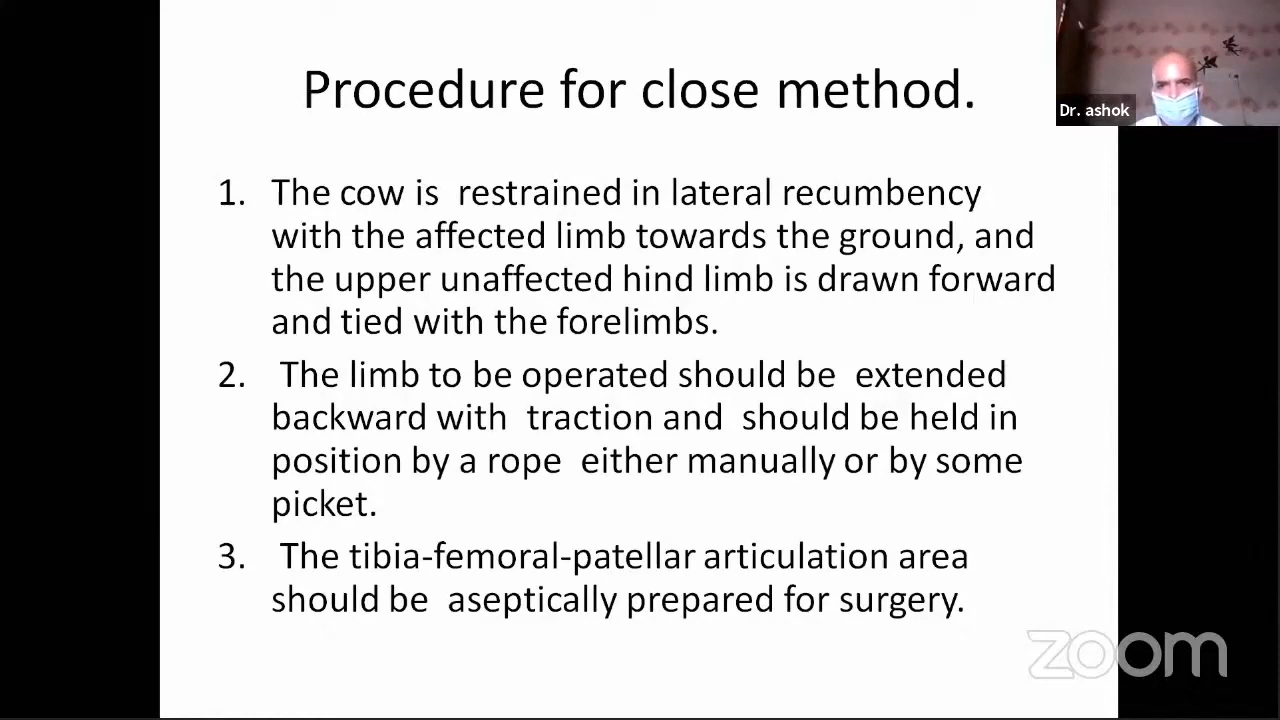 Procedure for close method.
Dr. ashok
1. The cow is restrained in lateral recumbency
with the affected limb towards the ground, and
the upper unaffected hind limb is drawn forward
and tied with the forelimbs.
2. The limb to be operated should be extended
backward with traction and should be held in
position by a rope either manually or by some
picket.
3. The tibia-femoral-patellar articulation area
should be aseptically prepared for surgery.
zoom